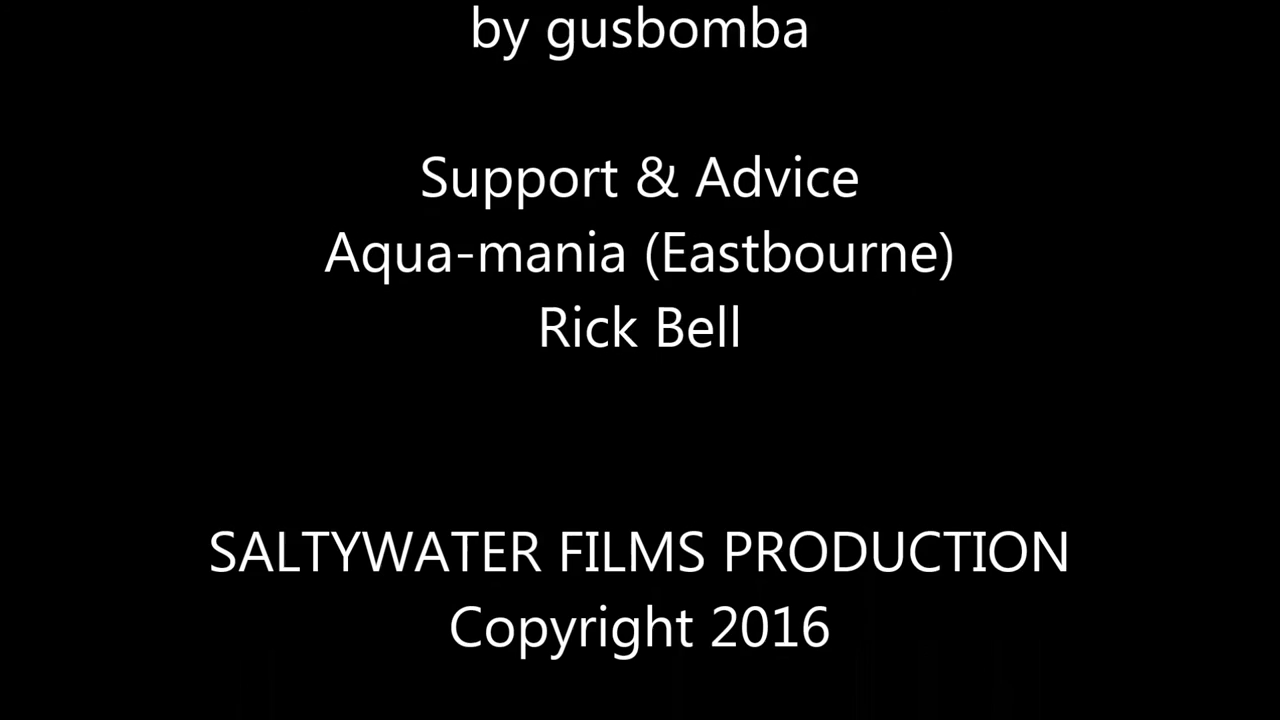 by gusbomba
Support & Advice
Aqua-mania (Eastbourne)
Rick Bell
SALTYWATER FILMS PRODUCTION
Copyright 2016